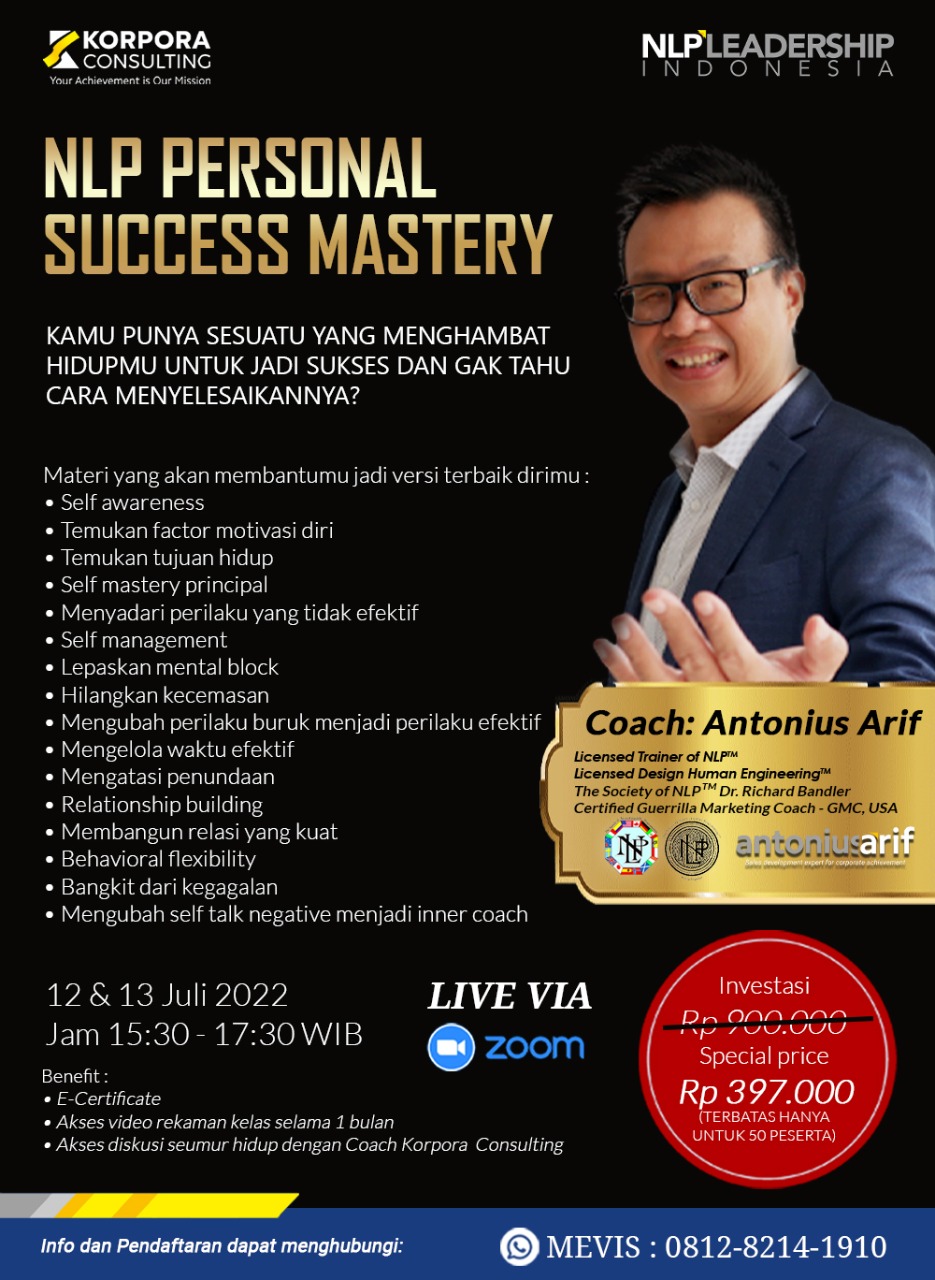 KORPORA
CONSULTING
Your Achievement is Our Mission
NLP LEADERSHIP
INDONESIA
NLP PERSONAL
SUCCESS MASTERY
KAMU PUNYA SESUATU YANG MENGHAMBAT
HIDUPMU UNTUK JADI SUKSES DAN GAK TAHU
CARA MENYELESAIKANNYA?
Materi yang akan membantumu jadi versi terbaik dirimu :
• Self awareness
• Temukan factor motivasi diri
• Temukan tujuan hidup
• Self mastery principal
• Menyadari perilaku yang tidak efektif
• Self management
• Lepaskan mental block
• Hilangkan kecemasan
• Mengubah perilaku buruk menjadi perilaku efektif
• Mengelola waktu efektif
• Mengatasi penundaan
• Relationship building
• Membangun relasi yang kuat
• Behavioral flexibility
• Bangkit dari kegagalan
• Mengubah self talk negative menjadi inner coach
Coach: Antonius Arif
Licensed Trainer of NLP™
Licensed Design Human Engineering™
The Society of NLP™ Dr. Richard Bandler
Certified Guerrilla Marketing Coach - GMC, USA
NLP
NLP
antoniusarif
development expert for corporate achievement
12 & 13 Juli 2022
Jam 15:30 - 17:30 WIB
LIVE VIA
zoom
Benefit :
• E-Certificate
• Akses video rekaman kelas selama 1 bulan
• Akses diskusi seumur hidup dengan Coach Korpora Consulting
Investasi
Rp 900.000
Special price
Rp 397.000
(TERBATAS HANYA
UNTUK 50 PESERTA)
Info dan Pendaftaran dapat menghubungi:
MEVIS : 0812-8214-1910